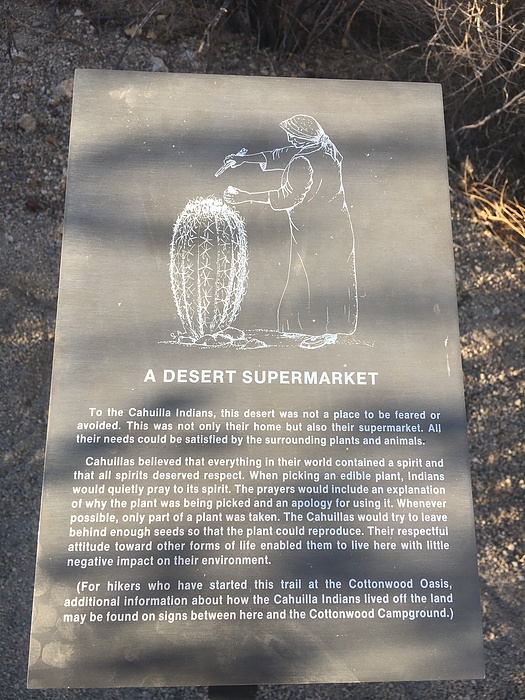 A DESERT SUPERMARKET
To the Cahuilla Indians, this desert was not a place to be feared or
avoided. This was not only their home but also their supermarket. All
their needs could be satisfied by the surrounding plants and animals.
Cahuillas believed that everything in their world contained a spirit and
that all spirits deserved respect. When picking an edible plant, Indians
would quietly pray to its spirit. The prayers would include an explanation
of why the plant was being picked and an apology for using it. Whenever
possible, only part of a plant was taken. The Cahuillas would try to leave
behind enough seeds so that the plant could reproduce. Their respectful
attitude toward other forms of life enabled them to live here with little
negative impact on their environment.
(For hikers who have started this trail at the Cottonwood Oasis,
additional information about how the Cahuilla Indians lived off the land
may be found on signs between here and the Cottonwood Campground.)